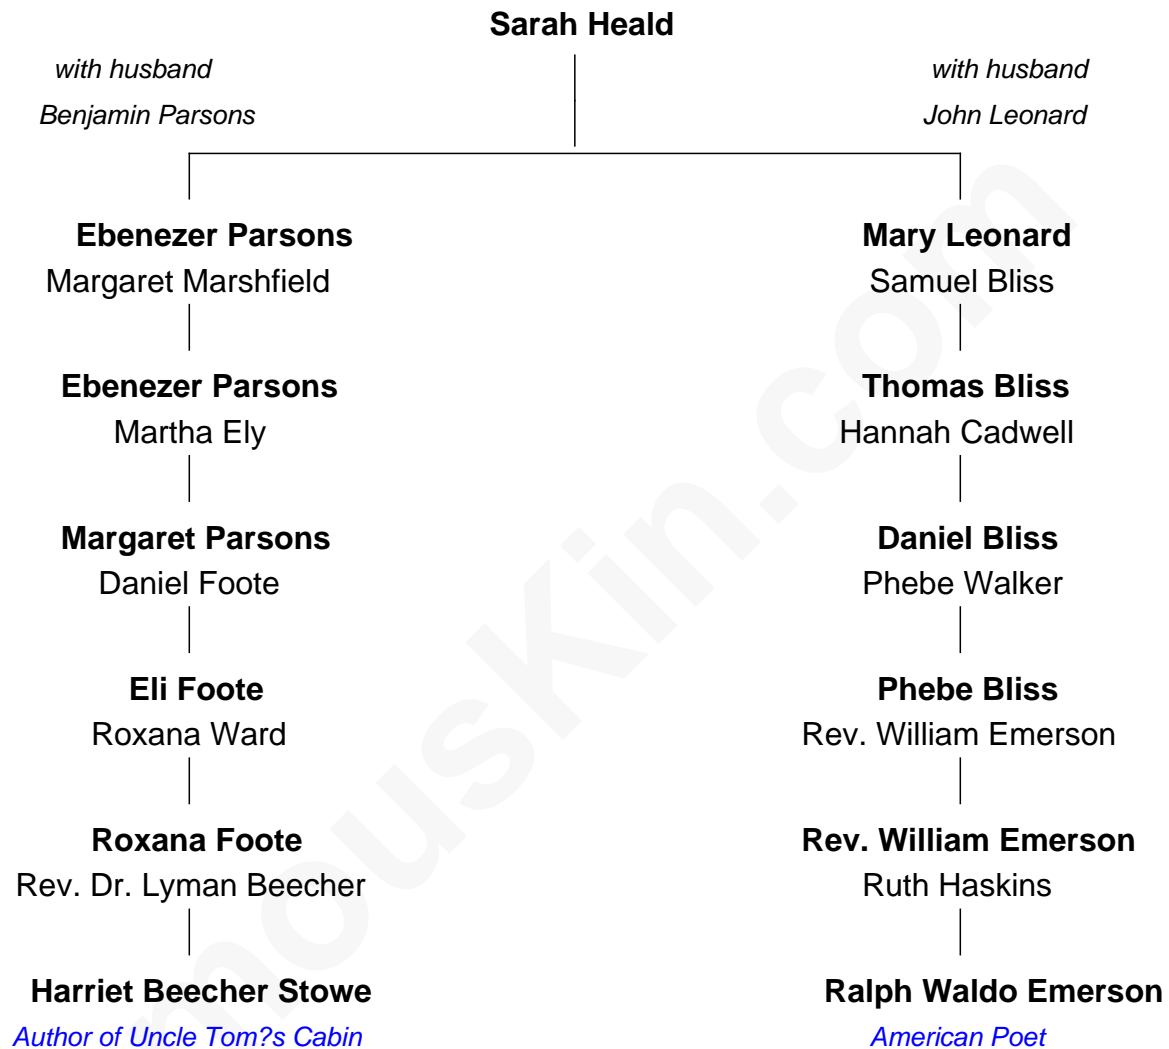 Sarah Heald
with husband
Benjamin Parsons
with husband
John Leonard
Ebenezer Parsons
Margaret Marshfield
Mary Leonard
Samuel Bliss
Ebenezer Parsons
Martha Ely
Thomas Bliss
Hannah Cadwell
Margaret Parsons
Daniel Foote
Daniel Bliss
Phebe Walker
Eli Foote
Roxana Ward
Phebe Bliss
Rev. William Emerson
Roxana Foote
Rev. Dr. Lyman Beecher
Rev. William Emerson
Ruth Haskins
Harriet Beecher Stowe
Author of Uncle Tom?s Cabin
Ralph Waldo Emerson
American Poet
mousKin.com